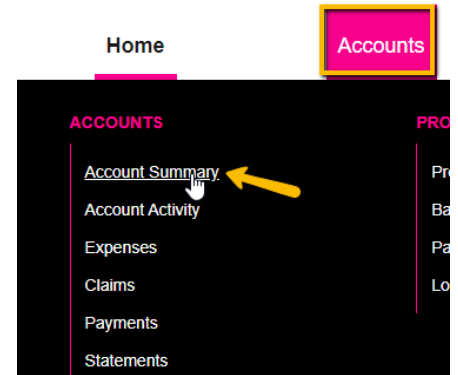 Home
Accounts
ACCOUNTS
Account Summary
Account Activity
Expenses
Claims
Payments
Statements